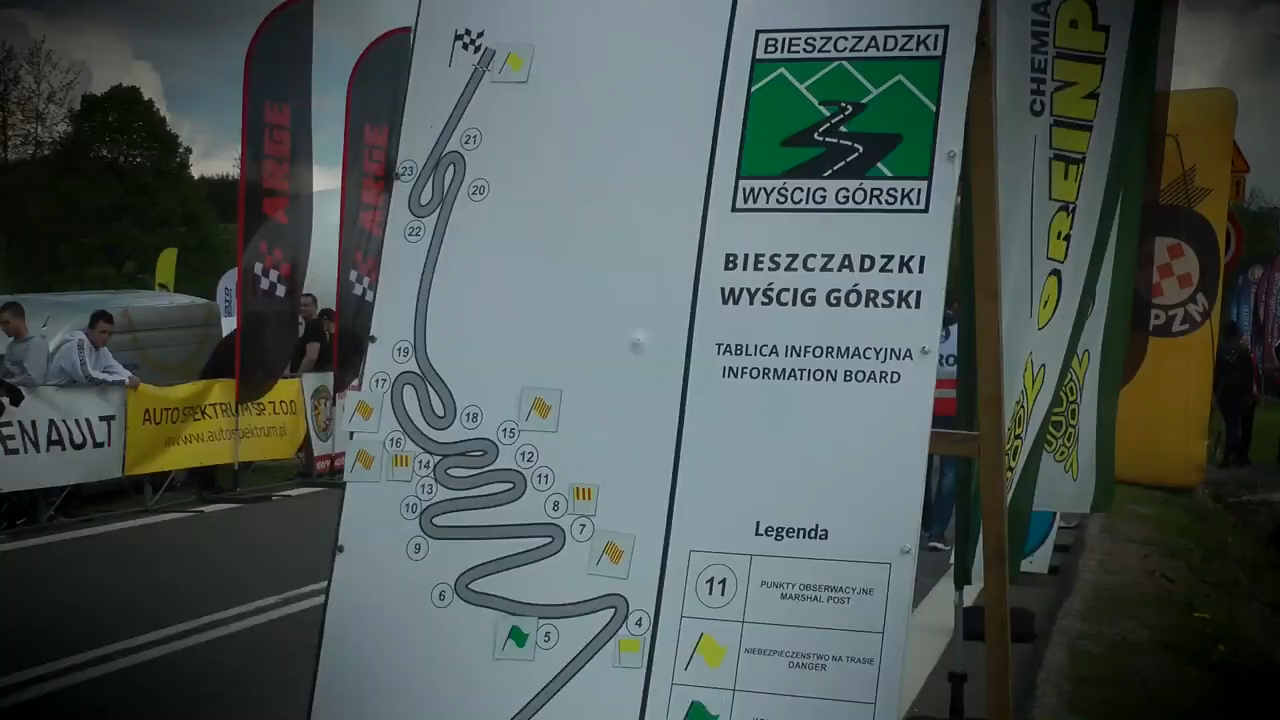 ARGE
ARGE
ENAULT
AUTO SPEKTRUM SP. Z O.O
www.autospektrum.pl
21
23
20
22
19
17
18
15
16
12
14
11
13
8
10
7
9
6
4
5
BIESZCZADZKI
WYŚCIG GÓRSKI
BIESZCZADZKI
WYŚCIG GÓRSKI
TABLICA INFORMACYJNA
INFORMATION BOARD
Legenda
11
PUNKTY OBSERWACYJNE
MARSHAL POST
NIEBEZPIECZEŃSTWO NA TRASIE
DANGER
CHEMIA
DREINP
PZM